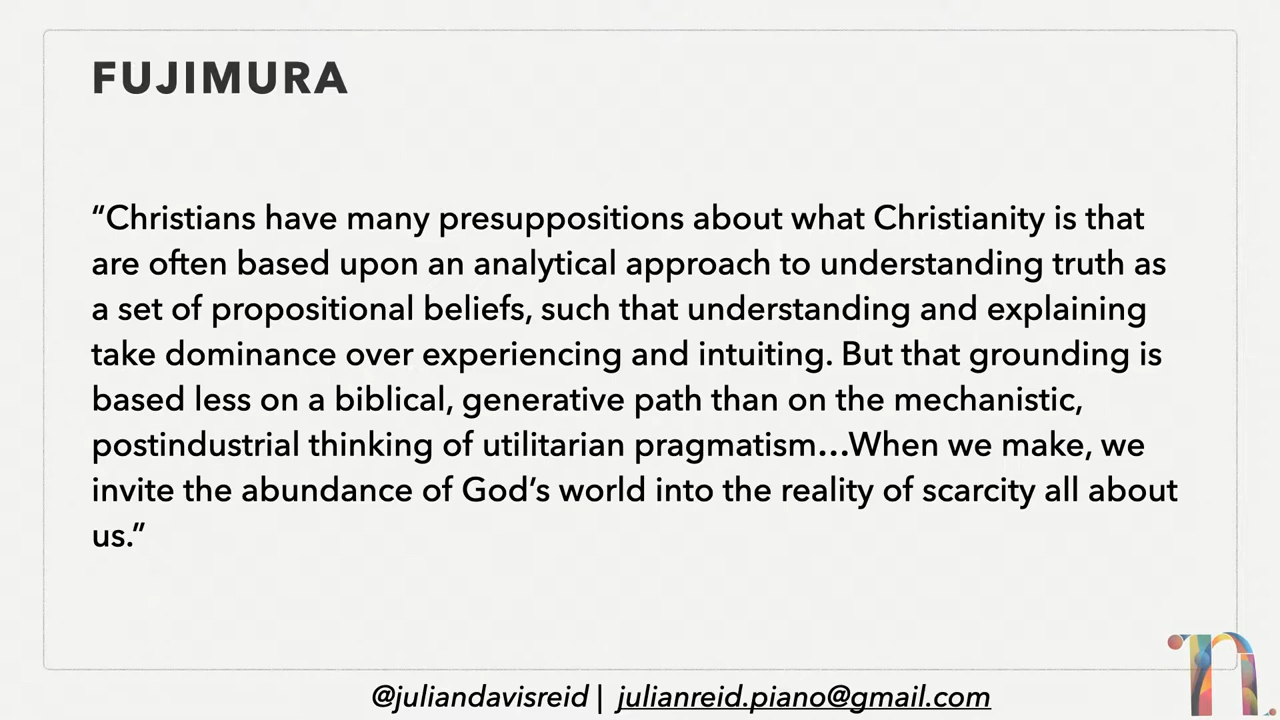 FUJIMURA
“Christians have many presuppositions about what Christianity is that
are often based upon an analytical approach to understanding truth as
a set of propositional beliefs, such that understanding and explaining
take dominance over experiencing and intuiting. But that grounding is
based less on a biblical, generative path than on the mechanistic,
postindustrial thinking of utilitarian pragmatism…When we make, we
invite the abundance of God’s world into the reality of scarcity all about
us.”
@juliandavisreid | julianreid.piano@gmail.com
n